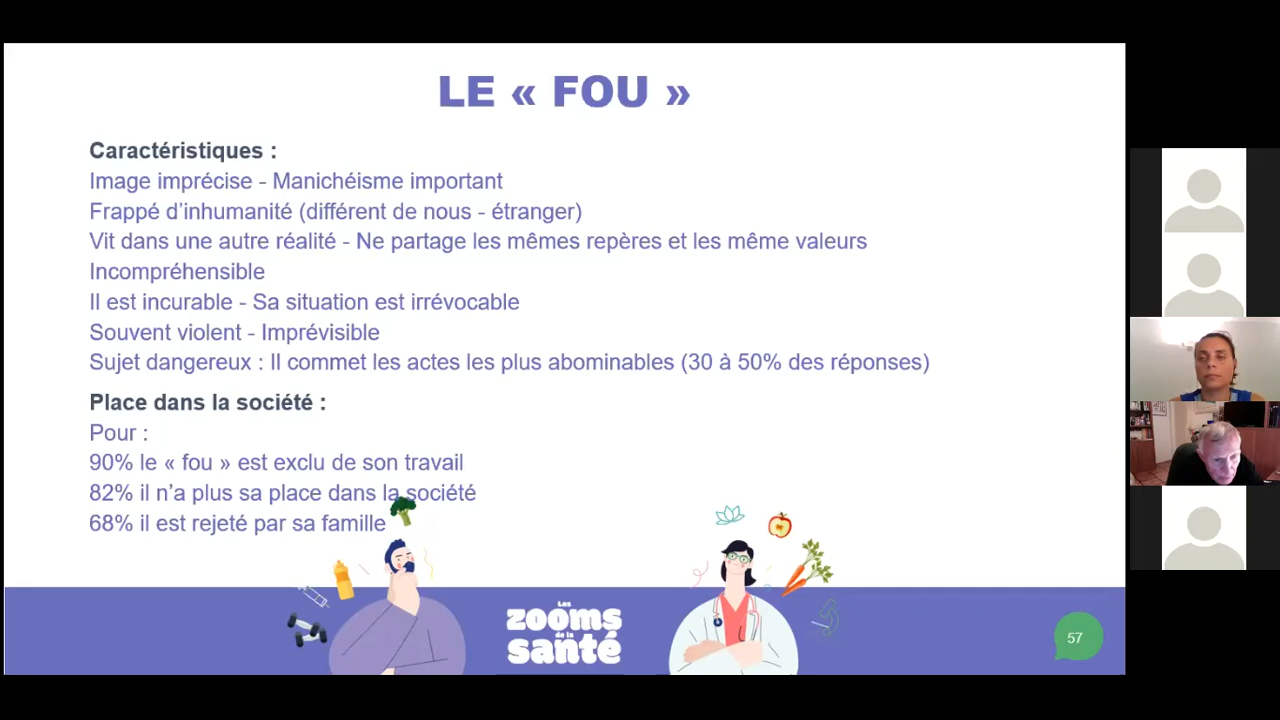 LE « FOU »
Caractéristiques :
Image imprécise - Manichéisme important
Frappé d’inhumanité (différent de nous - étranger)
Vit dans une autre réalité - Ne partage les mêmes repères et les même valeurs
Incompréhensible
Il est incurable - Sa situation est irrévocable
Souvent violent - Imprévisible
Sujet dangereux : Il commet les actes les plus abominables (30 à 50% des réponses)
Place dans la société :
Pour :
90% le « fou » est exclu de son travail
82% il n’a plus sa place dans la société
68% il est rejeté par sa famille
Les
zooms
de la
santé
57